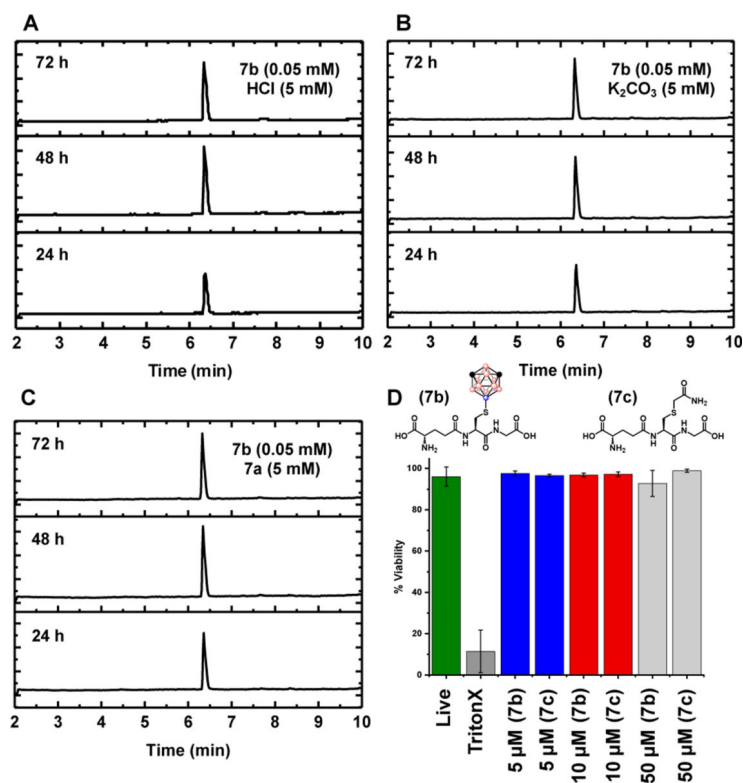 A
72 h
7b (0.05 mM)
HCl (5 mM)
48 h
24 h
2 3 4 5 6 7 8 9 10
Time (min)
B
72 h
7b (0.05 mM)
K₂CO₃ (5 mM)
48 h
24 h
2 3 4 5 6 7 8 9 10
Time (min)
C
72 h
7b (0.05 mM)
7a (5 mM)
48 h
24 h
2 3 4 5 6 7 8 9 10
Time (min)
D
(7b)
S
O O H N O
HO N H OH
NH₂ O
(7c)
O
NH₂
S
O O H N O
HO N H OH
NH₂ O
% Viability
100
80
60
40
20
0
Live
TritonX
5 µM (7b)
5 µM (7c)
10 µM (7b)
10 µM (7c)
50 µM (7b)
50 µM (7c)